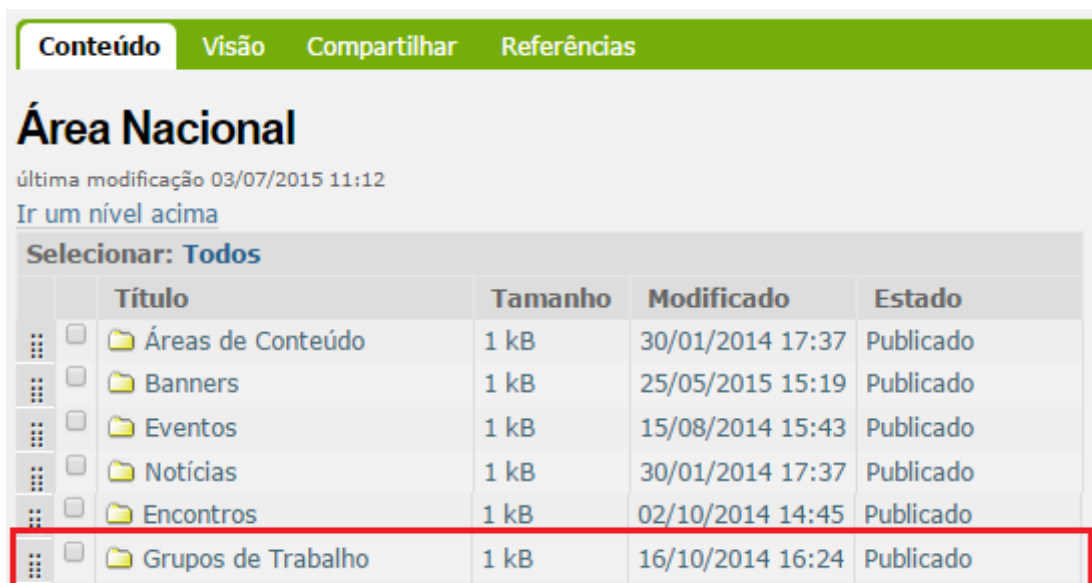 Conteúdo Visão Compartilhar Referências
Área Nacional
última modificação 03/07/2015 11:12
Ir um nível acima
Selecionar: Todos
Título Tamanho Modificado Estado
Áreas de Conteúdo 1 kB 30/01/2014 17:37 Publicado
Banners 1 kB 25/05/2015 15:19 Publicado
Eventos 1 kB 15/08/2014 15:43 Publicado
Notícias 1 kB 30/01/2014 17:37 Publicado
Encontros 1 kB 02/10/2014 14:45 Publicado
Grupos de Trabalho 1 kB 16/10/2014 16:24 Publicado